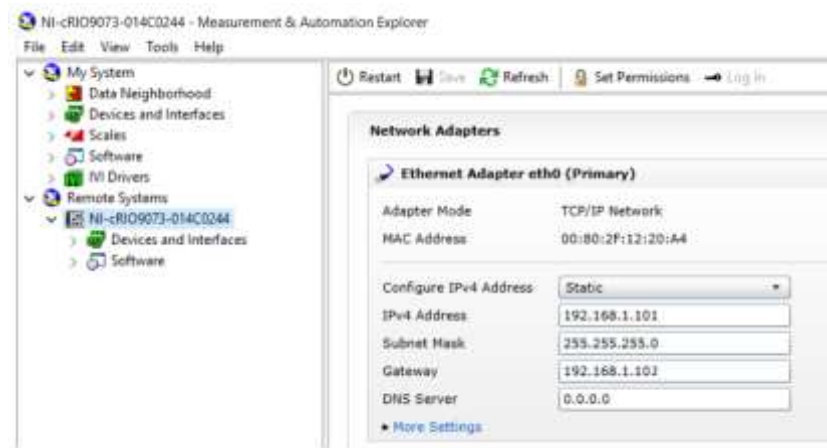 NI-cRIO9073-014C0244 - Measurement & Automation Explorer
File Edit View Tools Help
My System
Data Neighborhood
Devices and Interfaces
Scales
Software
IVI Drivers
Remote Systems
NI-cRIO9073-014C0244
Devices and Interfaces
Software
Restart Save Refresh Set Permissions Log In
Network Adapters
Ethernet Adapter eth0 (Primary)
Adapter Mode TCP/IP Network
MAC Address 00:80:2F:12:20:A4
Configure IPv4 Address Static
IPv4 Address 192.168.1.101
Subnet Mask 255.255.255.0
Gateway
DNS Server 0.0.0.0
More Settings